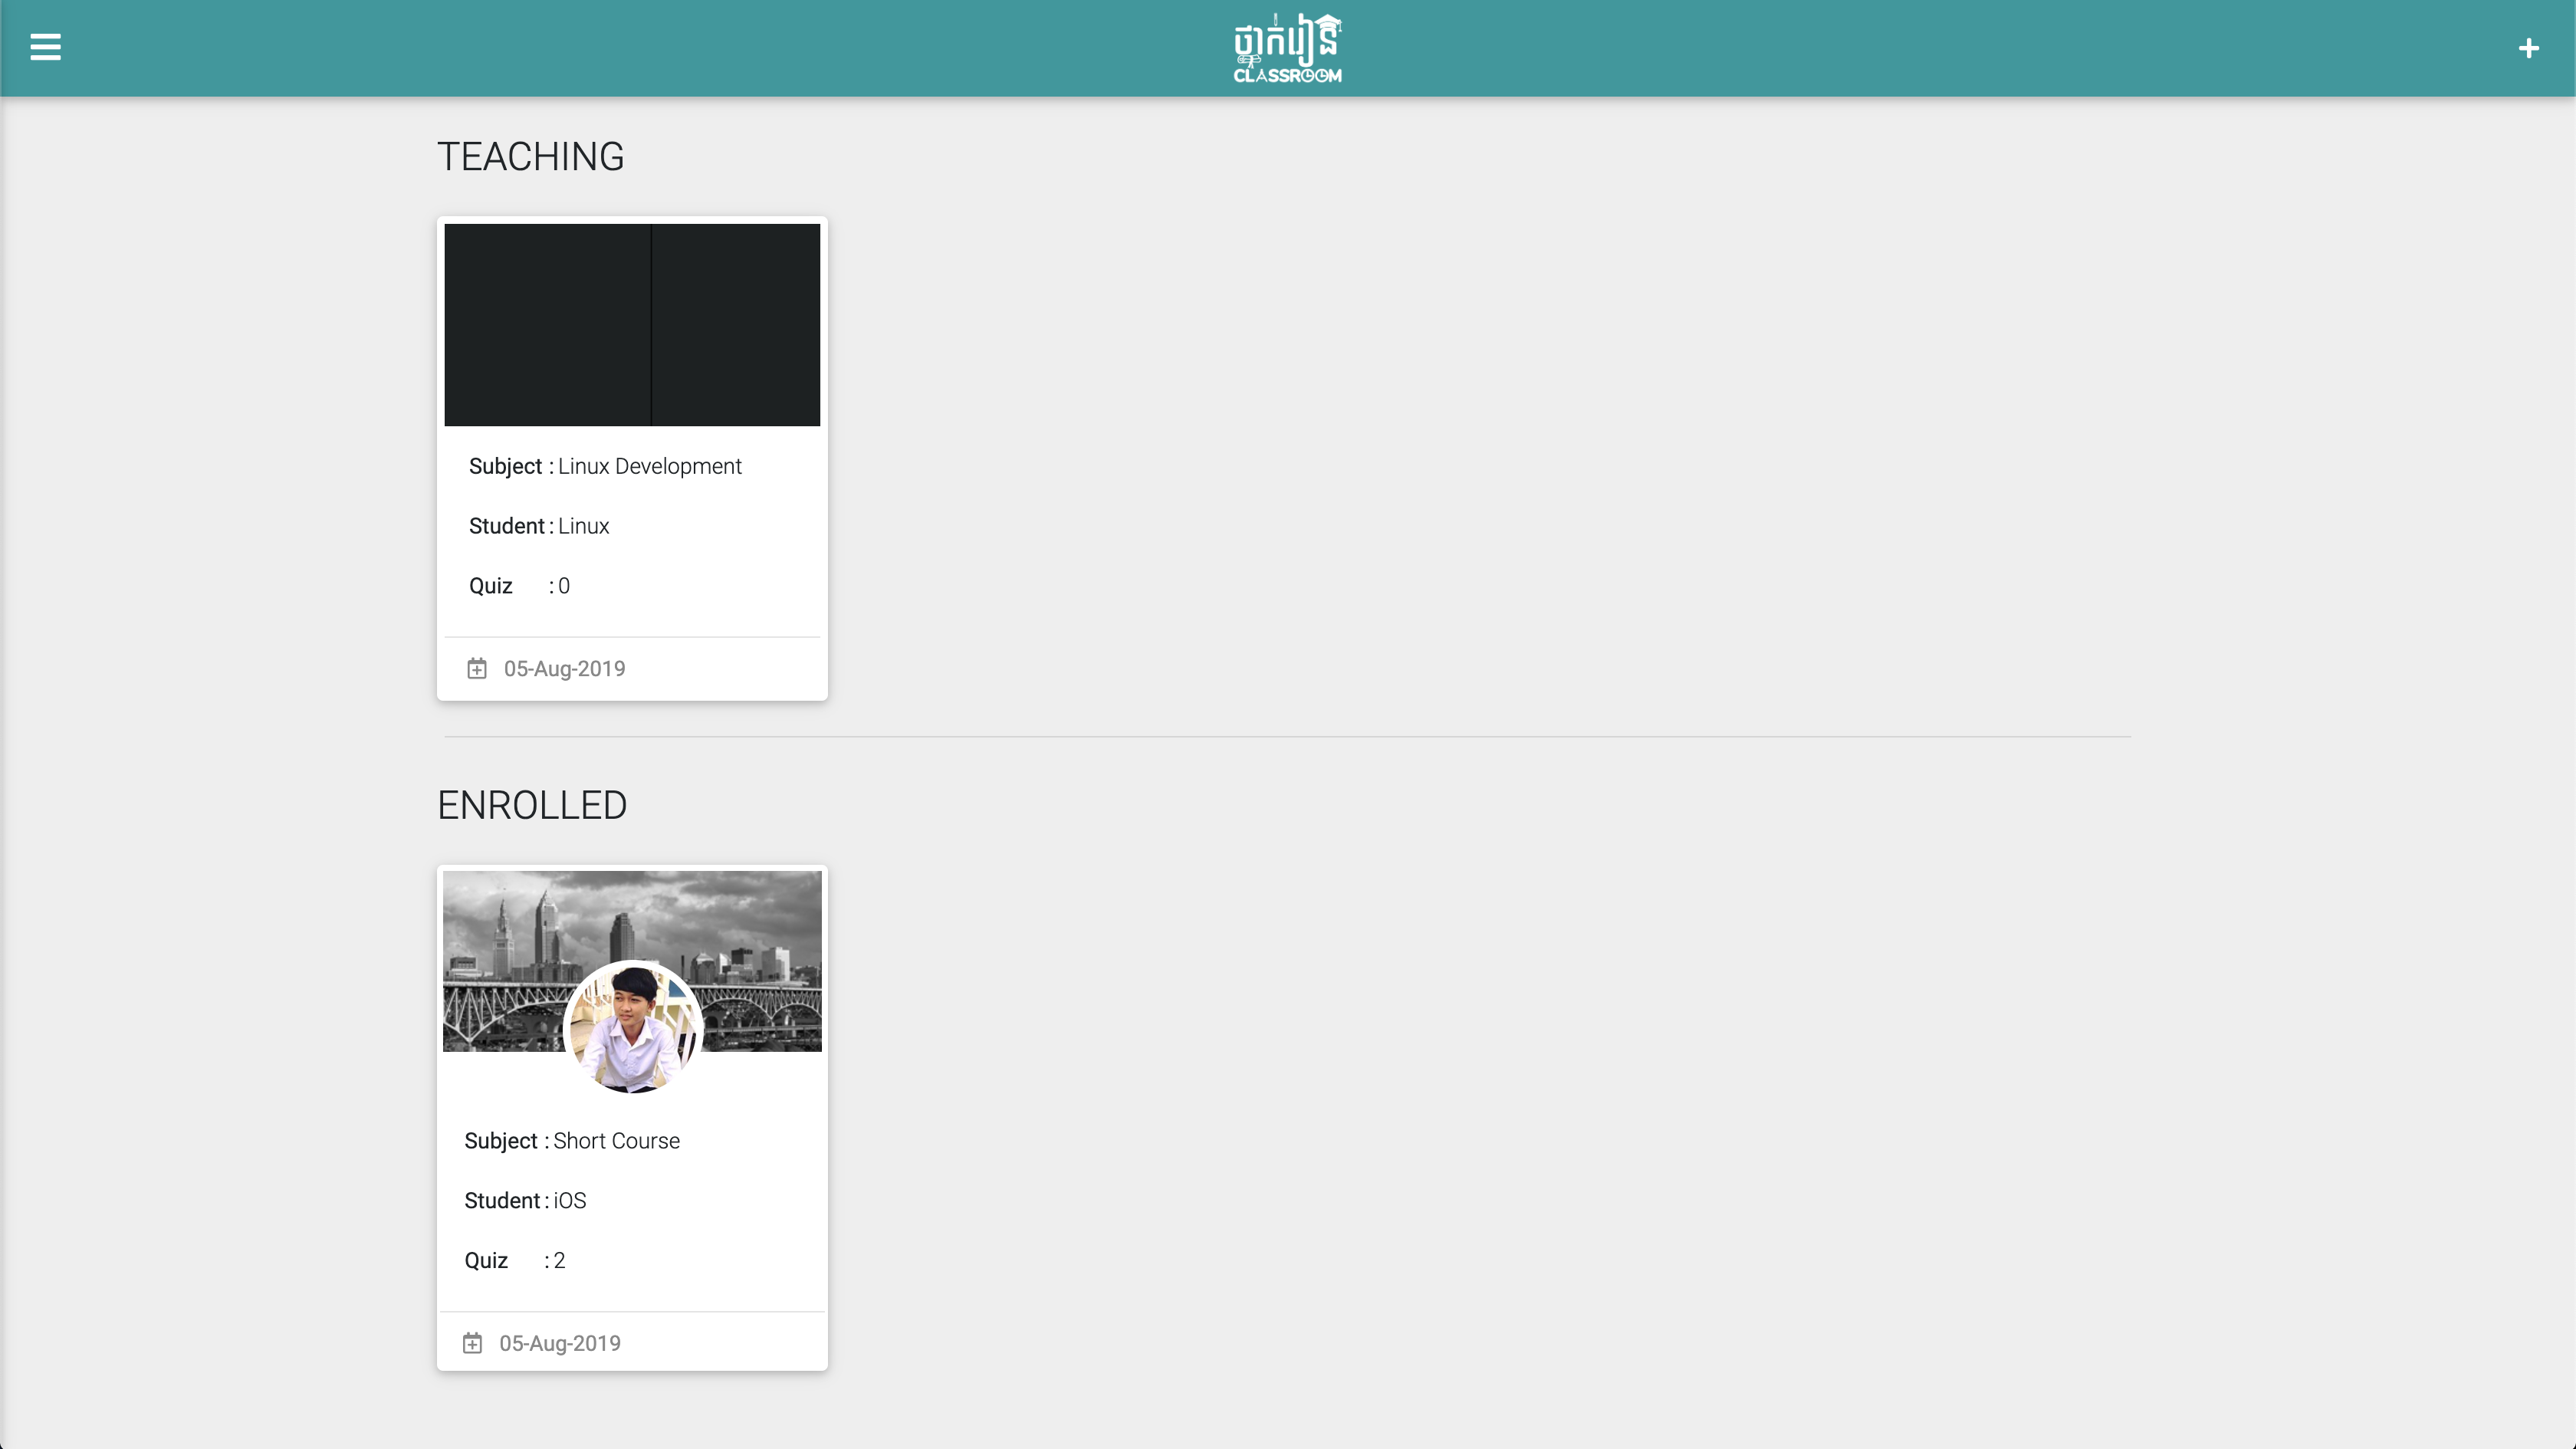 ថ្នាក់រៀន
CLASSROOM
TEACHING
Subject : Linux Development
Student : Linux
Quiz : 0
05-Aug-2019
ENROLLED
Subject : Short Course
Student : iOS
Quiz : 2
05-Aug-2019